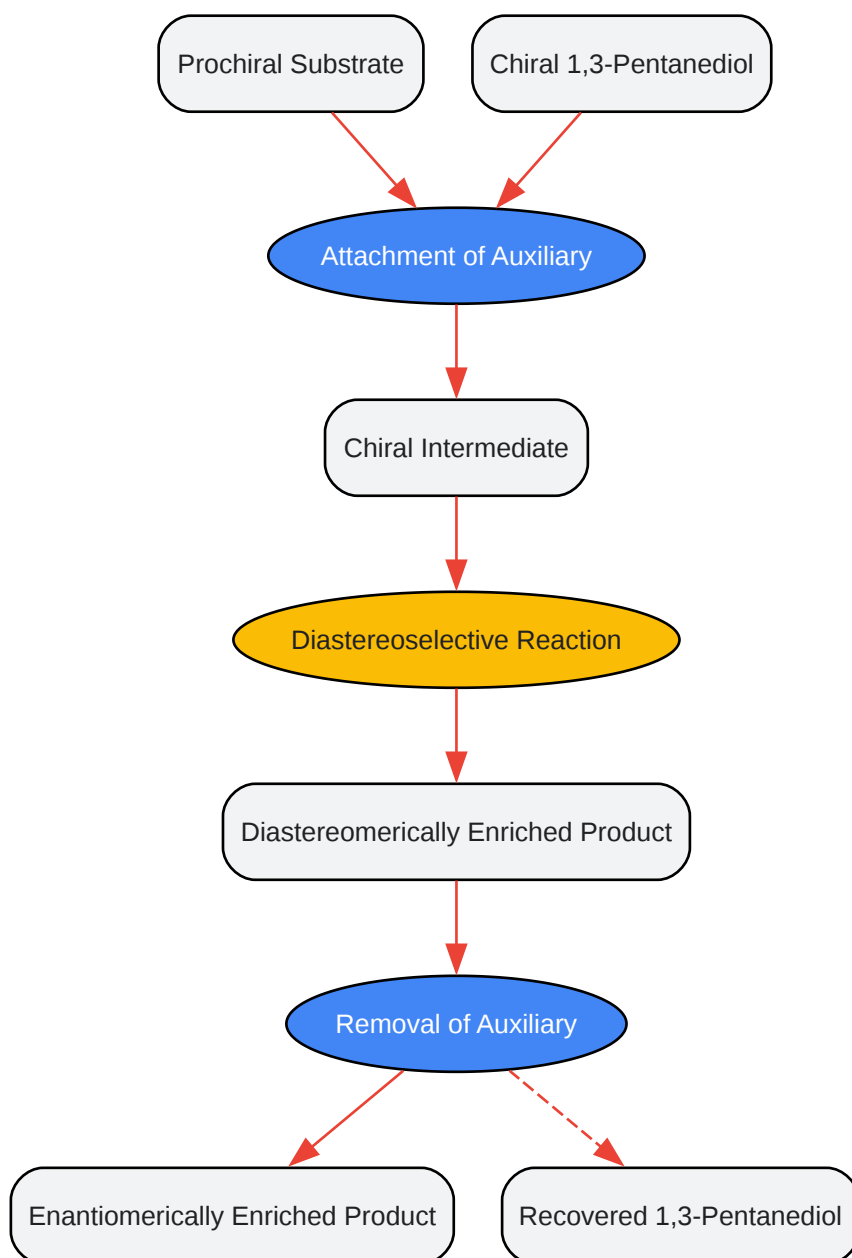 Prochiral Substrate
Chiral 1,3-Pentanediol
Attachment of Auxiliary
Chiral Intermediate
Diastereoselective Reaction
Diastereomerically Enriched Product
Removal of Auxiliary
Enantiomerically Enriched Product
Recovered 1,3-Pentanediol